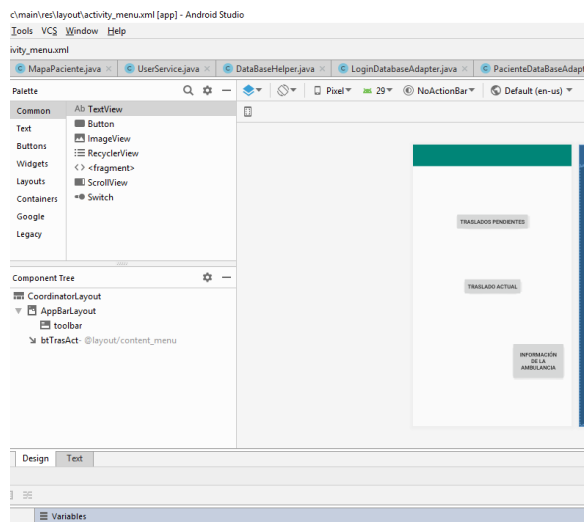 c\main\res\layout\activity_menu.xml [app] - Android Studio
Tools VCS Window Help
ivity_menu.xml
MapaPaciente.java UserService.java DataBaseHelper.java LoginDatabaseAdapter.java PacienteDataBaseAdapt
Palette
Pixel 29 NoActionBar Default (en-us)
Common
Text
Buttons
Widgets
Layouts
Containers
Google
Legacy
Ab TextView
Button
ImageView
RecyclerView
<> <fragment>
ScrollView
Switch
TRASLADOS PENDIENTES
TRASLADO ACTUAL
INFORMACIÓN
DE LA
AMBULANCIA
Component Tree
CoordinatorLayout
AppBarLayout
toolbar
btTrasAct- @layout/content_menu
Design Text
Variables